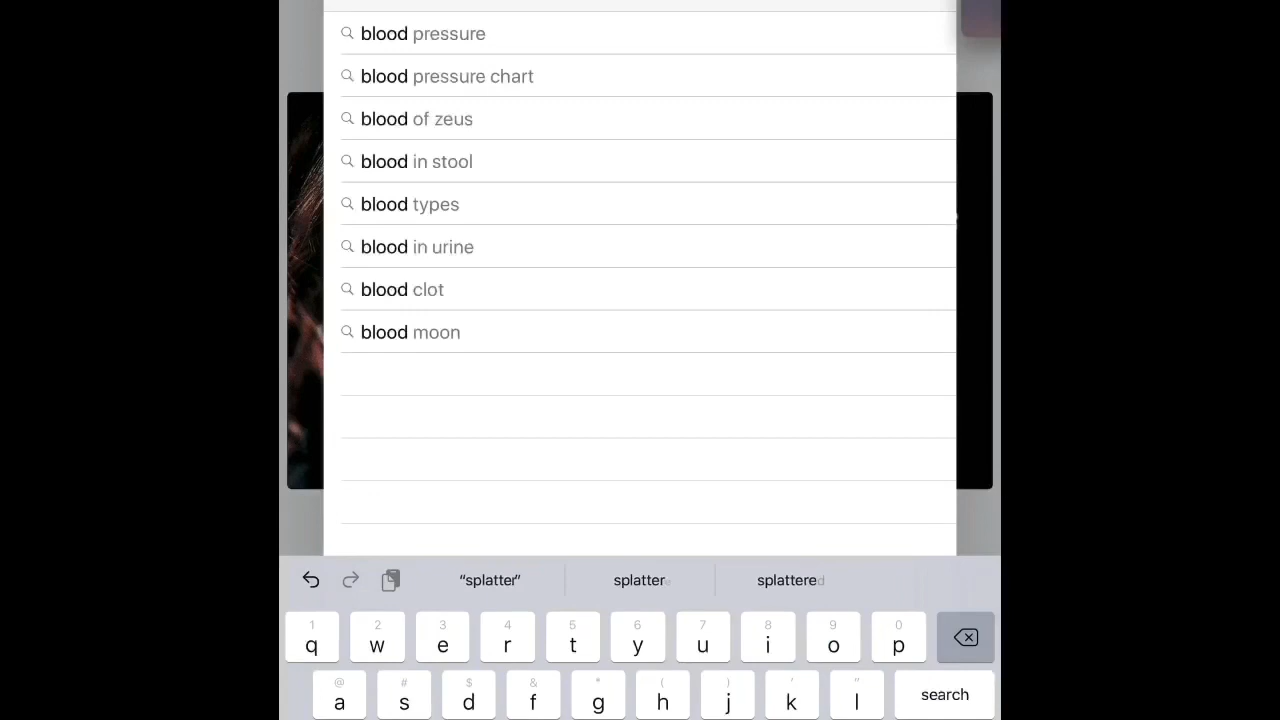 blood pressure
blood pressure chart
blood of zeus
blood in stool
blood types
blood in urine
blood clot
blood moon
“splatter” splatter splattered
1 2 3 4 5 6 7 8 9 0
q w e r t y u i o p
@ # $ & * ( ) ' "
a s d f g h j k l search